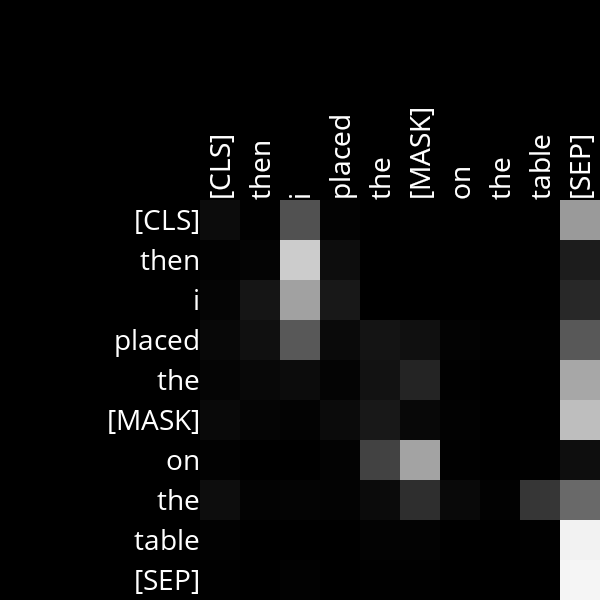 [CLS] then i placed the [MASK] on the table [SEP]
[CLS]
then
i
placed
the
[MASK]
on
the
table
[SEP]